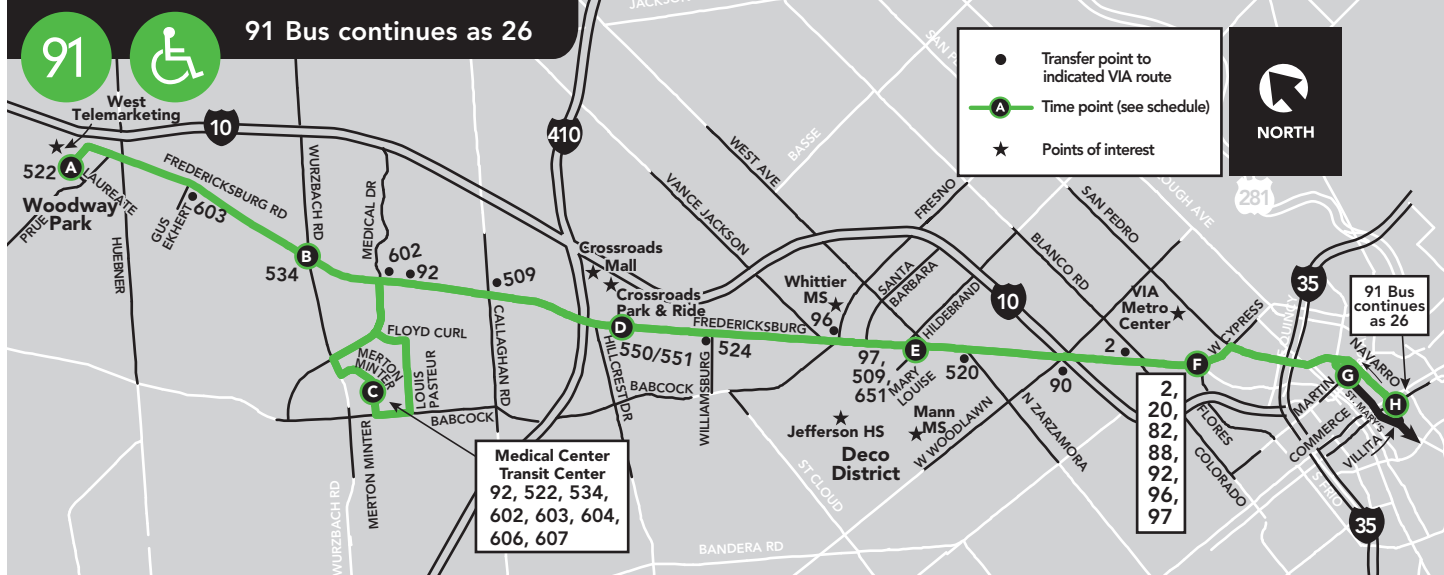 91
91 Bus continues as 26
Transfer point to
indicated VIA route
A
Time point (see schedule)
Points of interest
NORTH
West
Telemarketing
10
410
522
A
LAUREATE
Woodway
Park
PRUE
HUEBNER
GUS
EKHERT
603
FREDERICKSBURG RD
WURZBACH RD
B
534
MEDICAL DR
602
92
509
FLOYD CURL
MERTON
MINTER
C
LOUIS
PASTEUR
BABCOCK
MERTON MINTER
WURZBACH RD
CALLAGHAN RD
Medical Center
Transit Center
92, 522, 534,
602, 603, 604,
606, 607
Crossroads
Mall
Crossroads
Park & Ride
D
550/551
HILLCREST DR
BABCOCK
WILLIAMSBURG
524
FREDERICKSBURG
VANCE JACKSON
WEST AVE
BASSE
Whittier
MS
96
FRESNO
SANTA
BARBARA
HILDEBRAND
E
97,
509,
651
MARY
LOUISE
520
Jefferson HS
Mann
MS
Deco
District
W WOODLAWN
N ZARZAMORA
ST CLOUD
BANDERA RD
10
BLANCO RD
SAN PEDRO
281
VIA
Metro
Center
2
90
F
W CYPRESS
2,
20,
82,
88,
92,
96,
97
FLORES
COLORADO
35
MARTIN
G
NAVARRO
ST. MARY'S
H
COMMERCE
VILLITA
S FRIO
35
91 Bus
continues
as 26